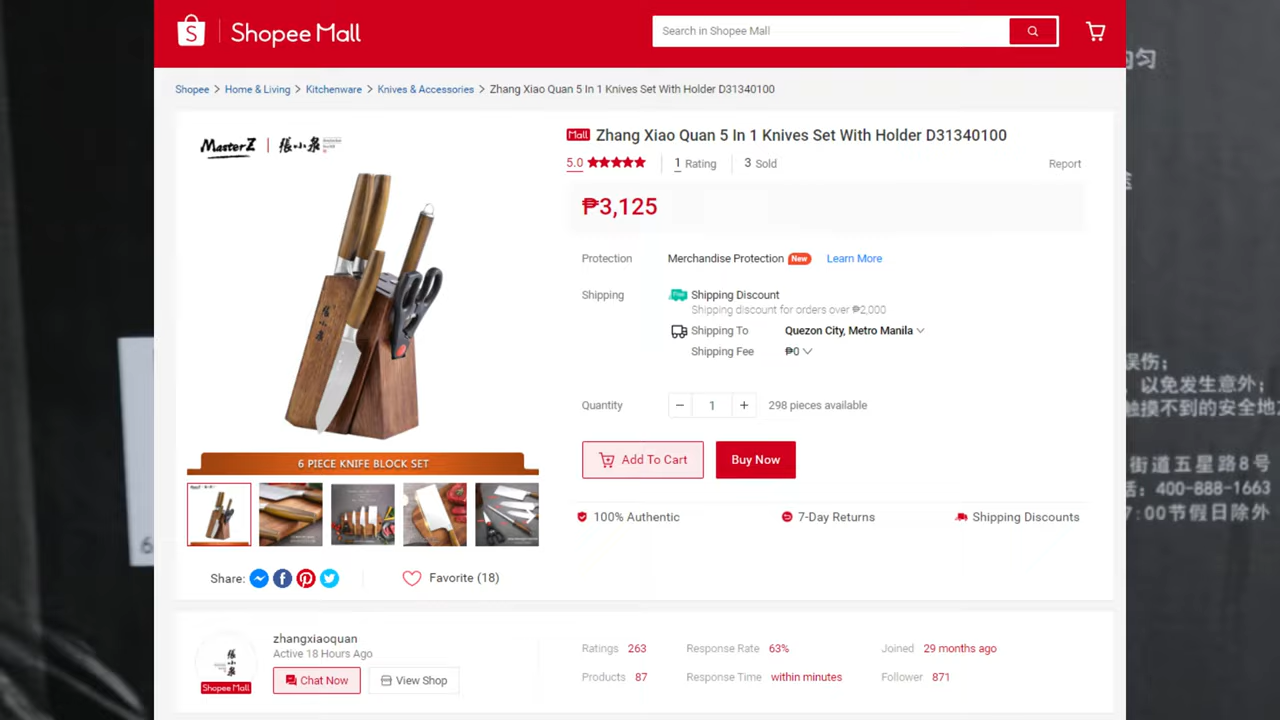 Shopee Mall
Search in Shopee Mall
Shopee > Home & Living > Kitchenware > Knives & Accessories > Zhang Xiao Quan 5 In 1 Knives Set With Holder D31340100
MasterZ | 張小泉
張小泉
6 PIECE KNIFE BLOCK SET
Share:
Favorite (18)
Mall Zhang Xiao Quan 5 In 1 Knives Set With Holder D31340100
5.0 1 Rating 3 Sold Report
₱3,125
Protection Merchandise Protection New Learn More
Shipping Shipping Discount
Shipping discount for orders over ₱2,000
Shipping To Quezon City, Metro Manila
Shipping Fee ₱0
Quantity − 1 + 298 pieces available
Add To Cart Buy Now
100% Authentic 7-Day Returns Shipping Discounts
張小泉
Shopee Mall
zhangxiaoquan
Active 18 Hours Ago
Chat Now View Shop
Ratings 263 Response Rate 63% Joined 29 months ago
Products 87 Response Time within minutes Follower 871
匀
误伤;
以免发生意外;
触摸不到的安全地
街道五星路8号
400-888-1663
7:00节假日除外
6